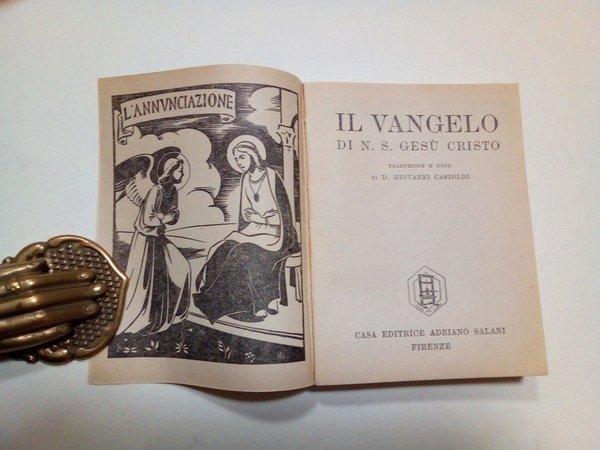 L'ANNVNCIAZIONE
IL VANGELO
DI N. S. GESÙ CRISTO
TRADUZIONE E NOTE
DI D. GIOVANNI CASTOLDI
CASA EDITRICE ADRIANO SALANI
FIRENZE